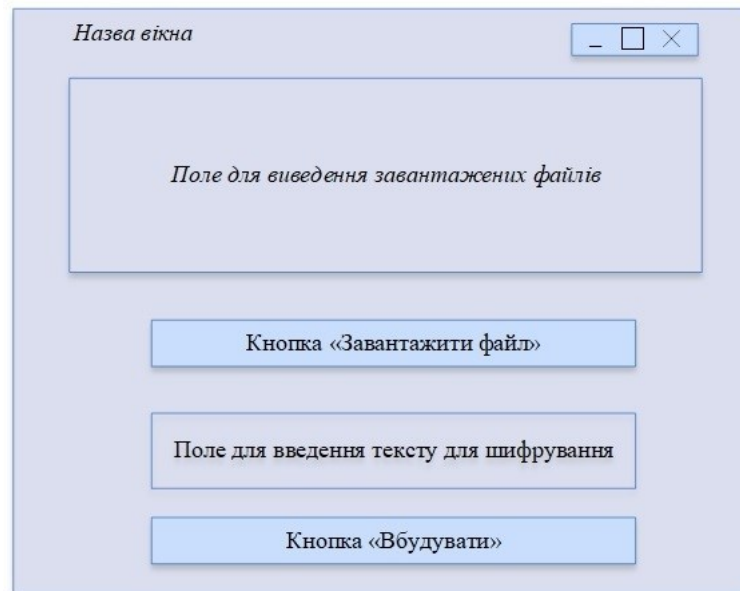 Назва вікна
Поле для виведення завантажених файлів
Кнопка «Завантажити файл»
Поле для введення тексту для шифрування
Кнопка «Вбудувати»